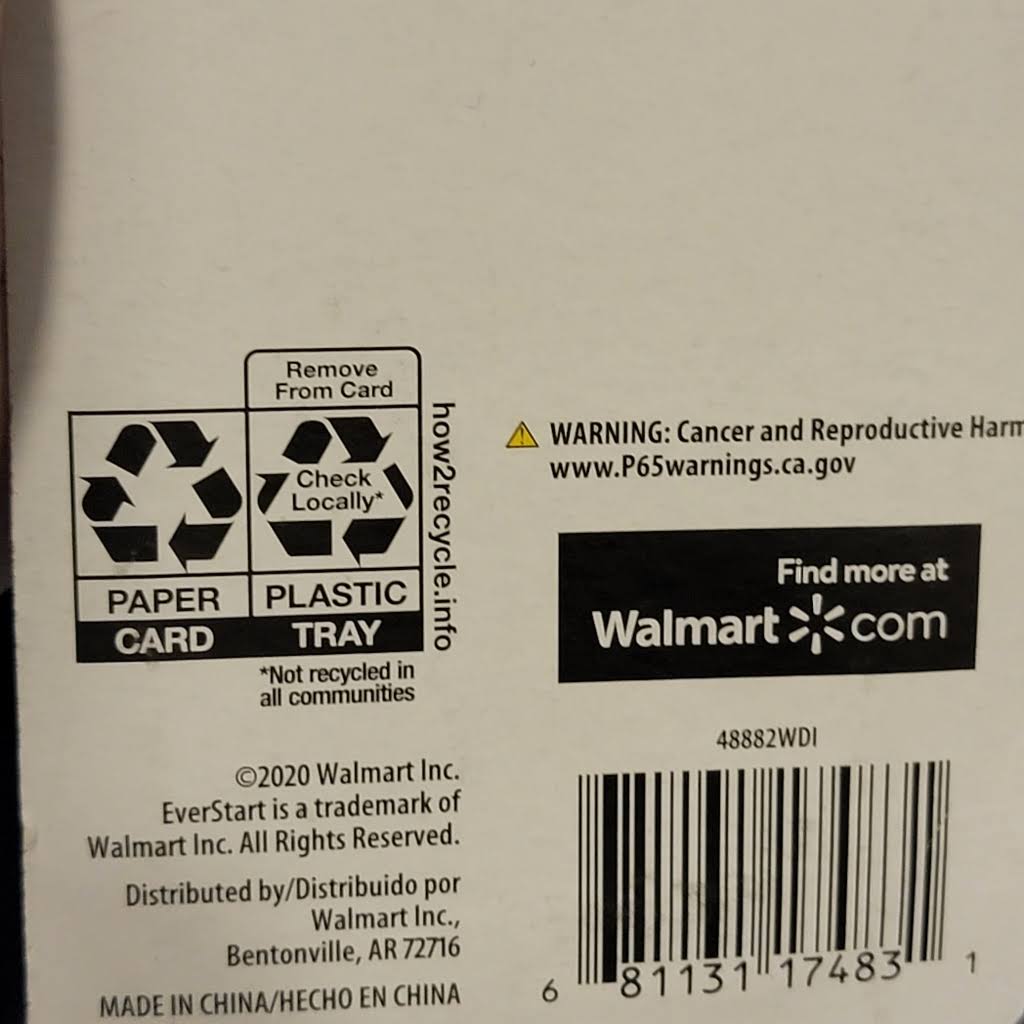 Remove
From Card
Check
Locally*
PAPER
PLASTIC
CARD
TRAY
how2recycle.info
*Not recycled in
all communities
©2020 Walmart Inc.
EverStart is a trademark of
Walmart Inc. All Rights Reserved.
Distributed by/Distribuido por
Walmart Inc.,
Bentonville, AR 72716
MADE IN CHINA/HECHO EN CHINA
WARNING: Cancer and Reproductive Harm
www.P65warnings.ca.gov
Find more at
Walmart com
48882WDI
6 81131 17483 1